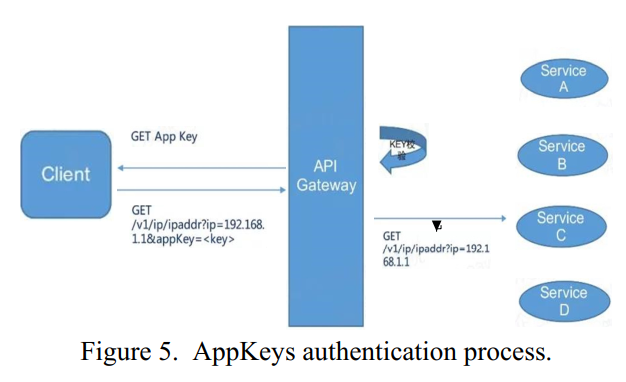 Service
A
GET App Key
KEY校
验
Service
B
Client
API
Gateway
GET
/v1/ip/ipaddr?ip=192.168.
1.1&appKey=<key>
GET
/v1/ip/ipaddr?ip=192.1
68.1.1
Service
C
Service
D
Figure 5. AppKeys authentication process.